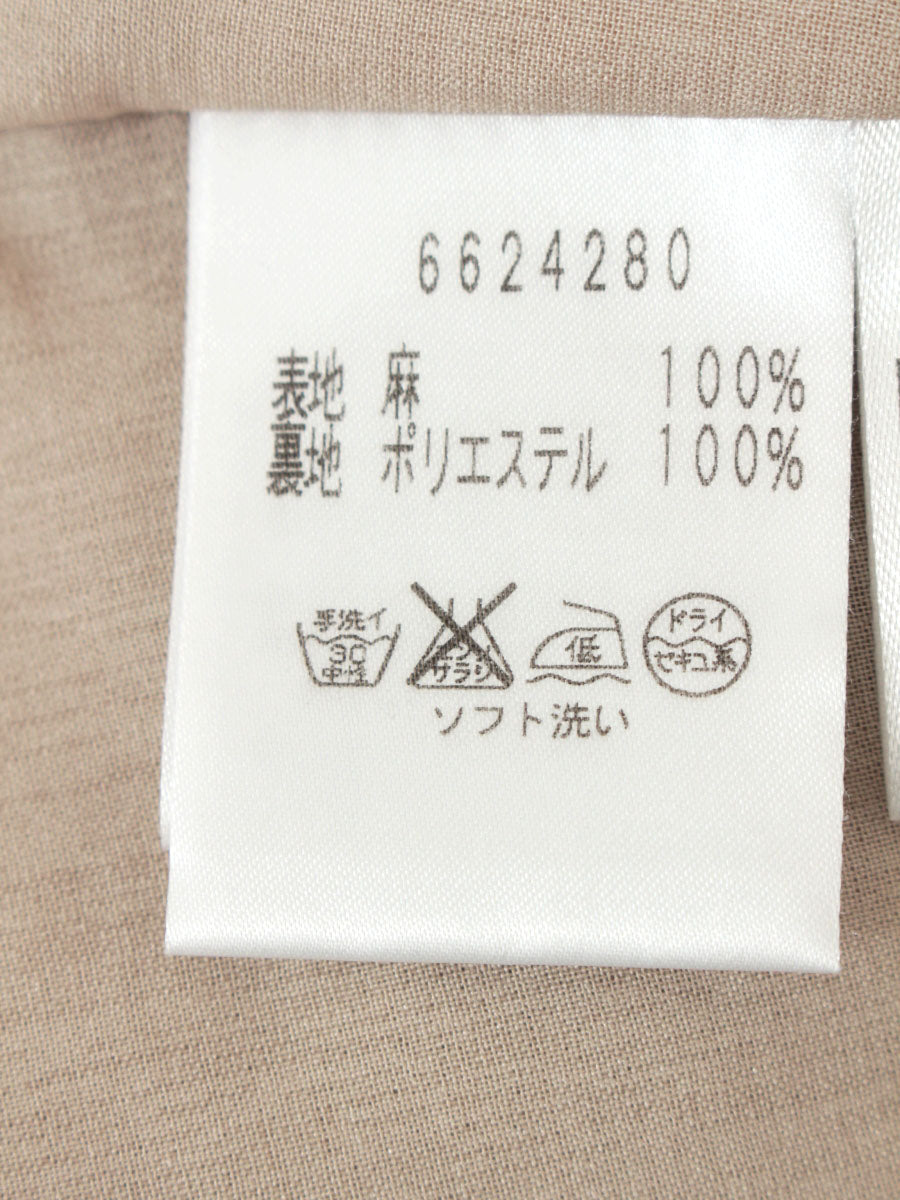 6624280
表地 麻 100%
裏地 ポリエステル 100%
手洗イ 30 中性
エンソ サラシ
低
ドライ セキユ系
ソフト洗い